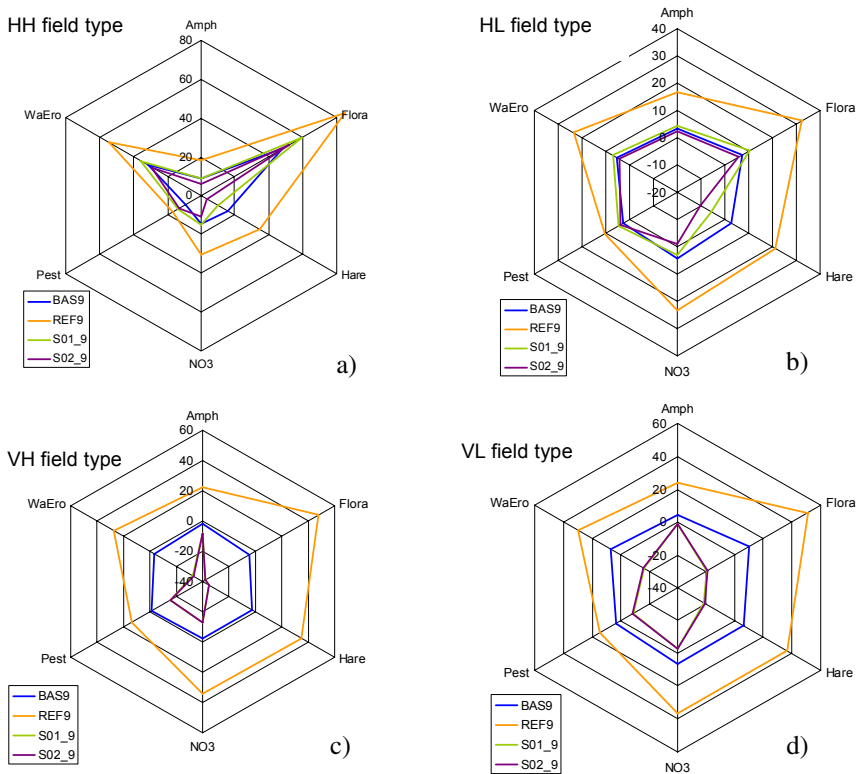 HH field type
Amph
80
60
40
20
0
Flora
Hare
NO3
Pest
WaEro
BAS9
REF9
S01_9
S02_9
a)
HL field type
Amph
40
30
20
10
0
-10
-20
Flora
Hare
NO3
Pest
WaEro
BAS9
REF9
S01_9
S02_9
b)
VH field type
Amph
60
40
20
0
-20
-40
Flora
Hare
NO3
Pest
WaEro
BAS9
REF9
S01_9
S02_9
c)
VL field type
Amph
60
40
20
0
-20
-40
Flora
Hare
NO3
Pest
WaEro
BAS9
REF9
S01_9
S02_9
d)